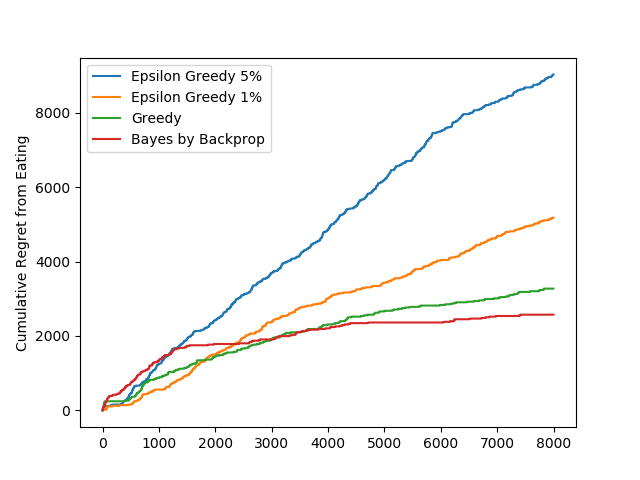 Epsilon Greedy 5%
Epsilon Greedy 1%
Greedy
Bayes by Backprop
Cumulative Regret from Eating
8000
6000
4000
2000
0
0 1000 2000 3000 4000 5000 6000 7000 8000